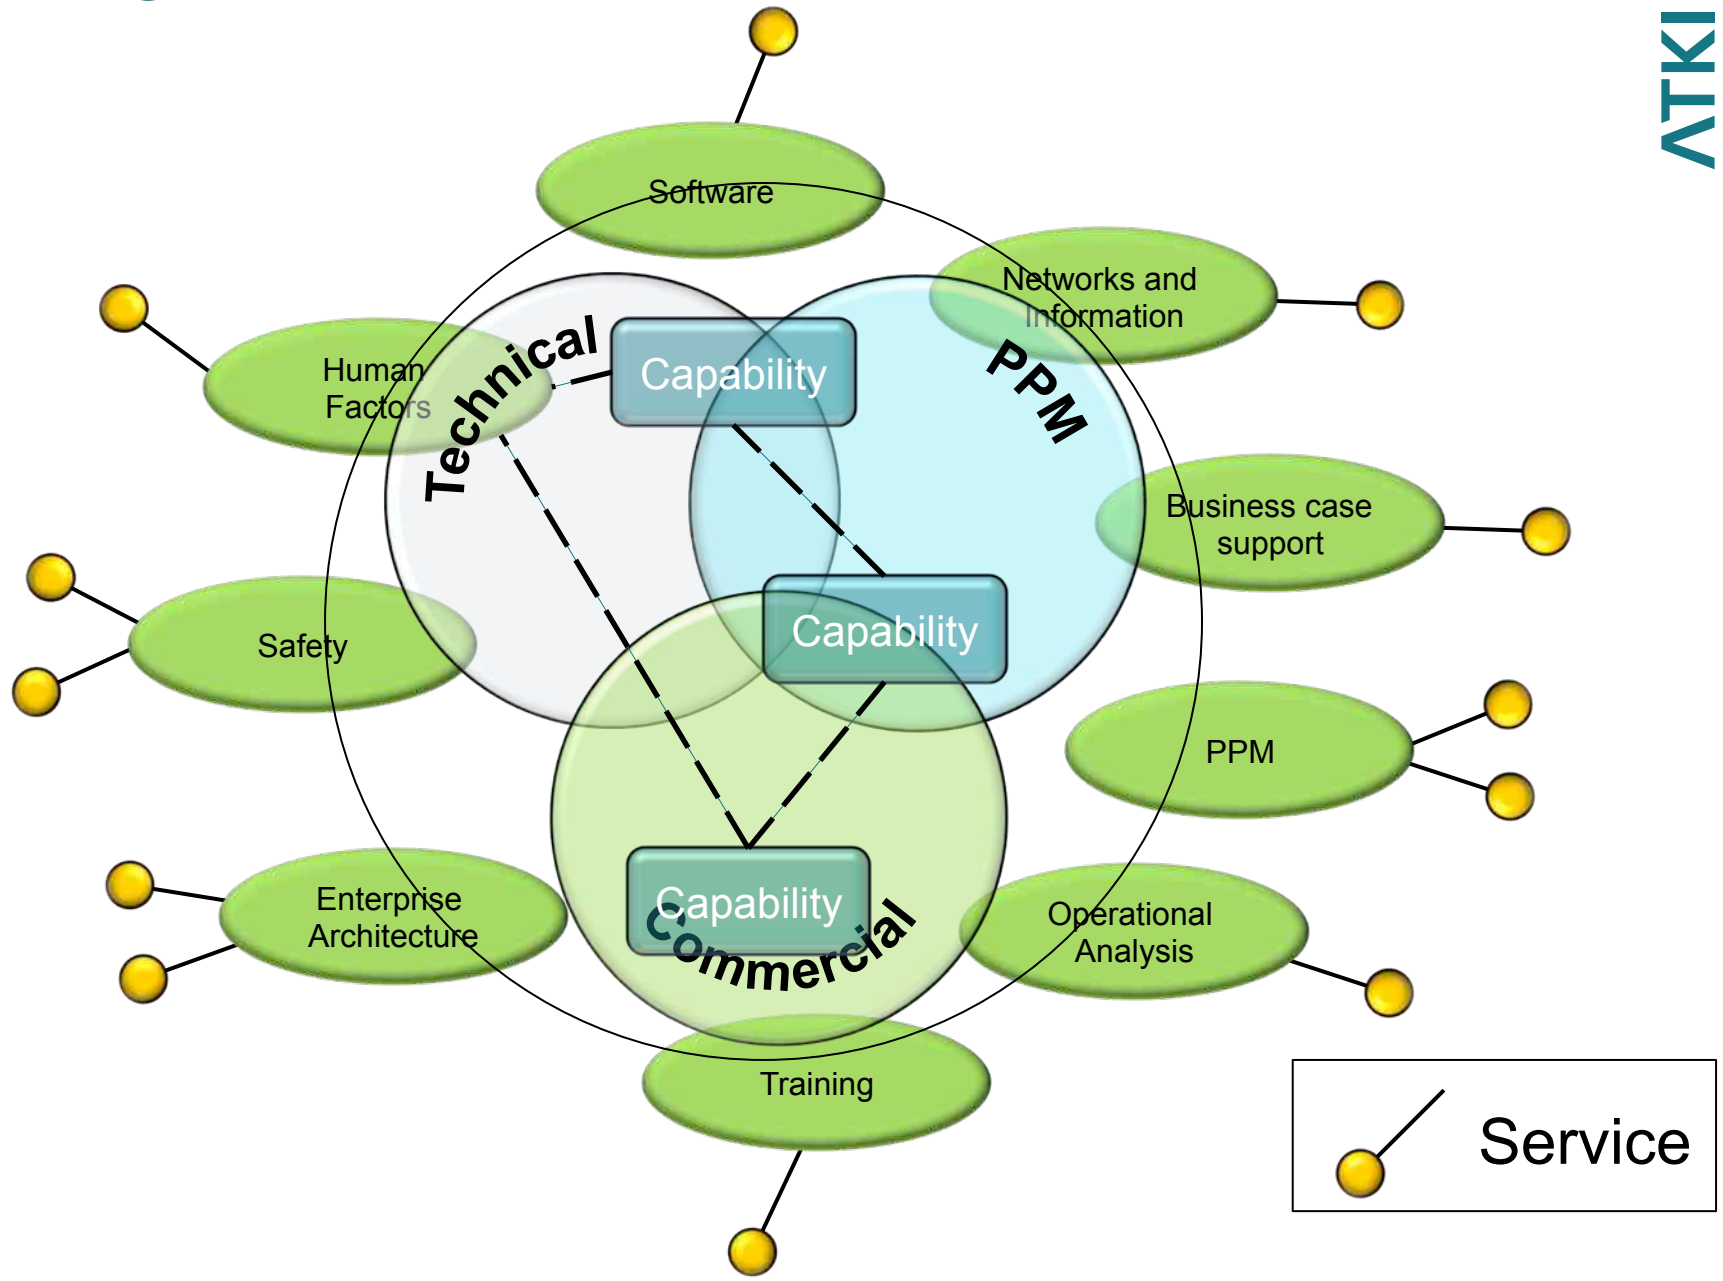 ATKI
Software
Networks and
Information
Technical
Capability
PPM
Human
Factors
Business case
support
Capability
Safety
PPM
Enterprise
Architecture
Capability
Commercial
Operational
Analysis
Training
Service